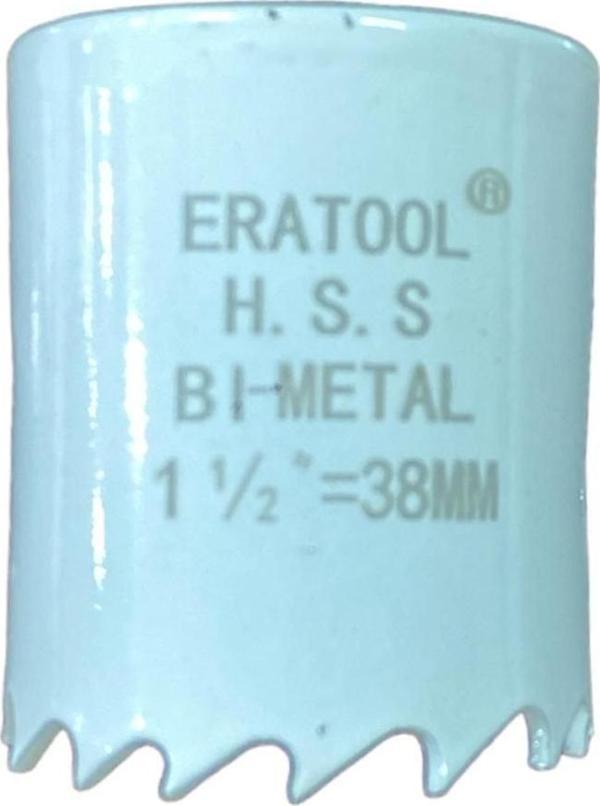 ERATOOL®
H.S.S
BI-METAL
1 ½"=38MM